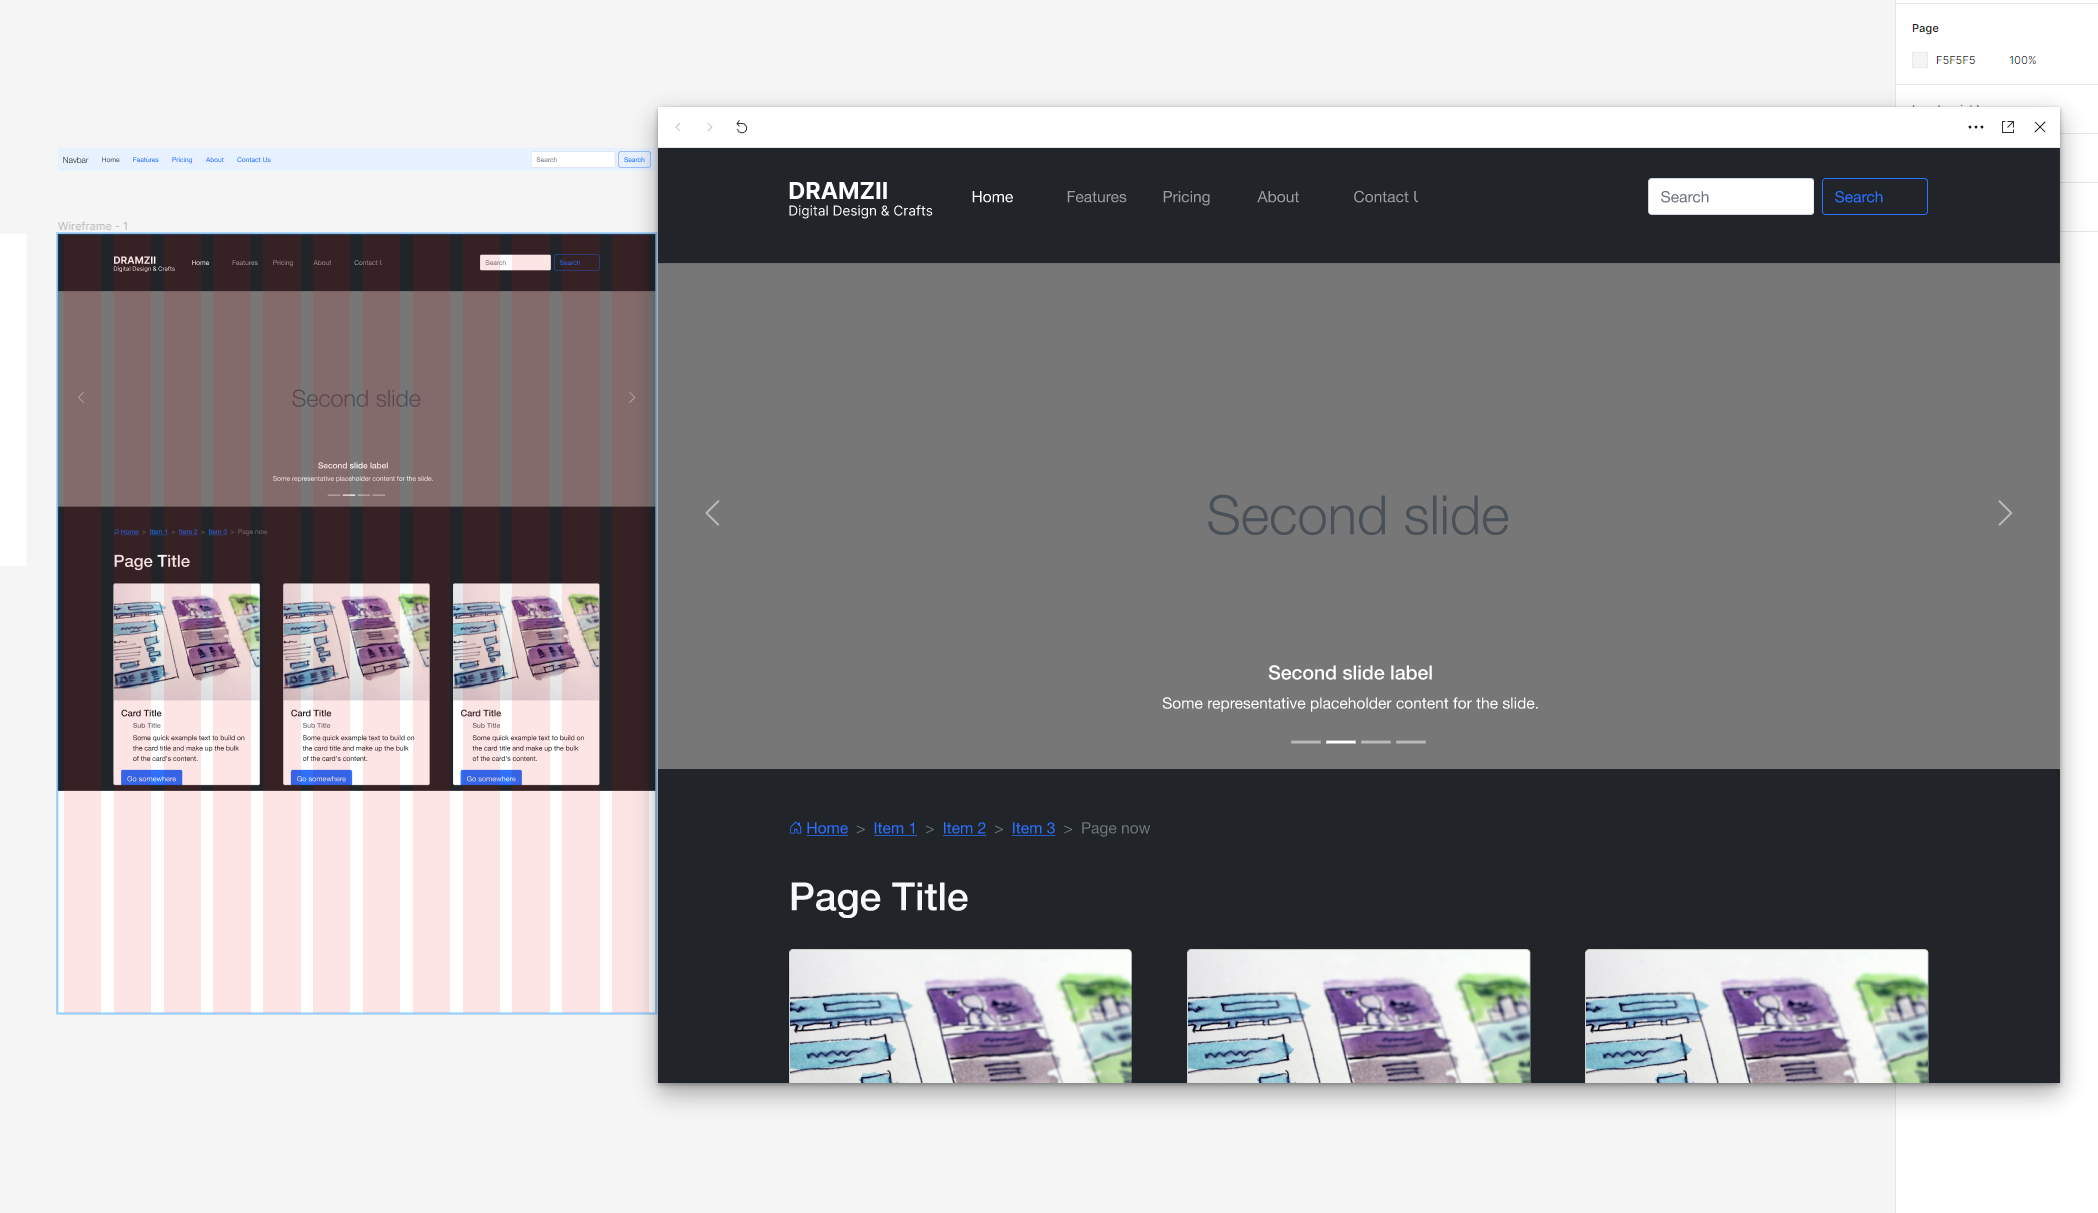 Page
F5F5F5 100%
Navbar Home Features Pricing About Contact Us Search Search
Wireframe - 1
DRAMZII
Digital Design & Crafts
Home Features Pricing About Contact U Search Search
Second slide
Second slide label
Some representative placeholder content for the slide.
Home > Item 1 > Item 2 > Item 3 > Page now
Page Title
Card Title
Sub Title
Some quick example text to build on
the card title and make up the bulk
of the card's content.
Go somewhere
Card Title
Sub Title
Some quick example text to build on
the card title and make up the bulk
of the card's content.
Go somewhere
Card Title
Sub Title
Some quick example text to build on
the card title and make up the bulk
of the card's content.
Go somewhere
DRAMZII
Digital Design & Crafts
Home Features Pricing About Contact U Search Search
Second slide
Second slide label
Some representative placeholder content for the slide.
Home > Item 1 > Item 2 > Item 3 > Page now
Page Title